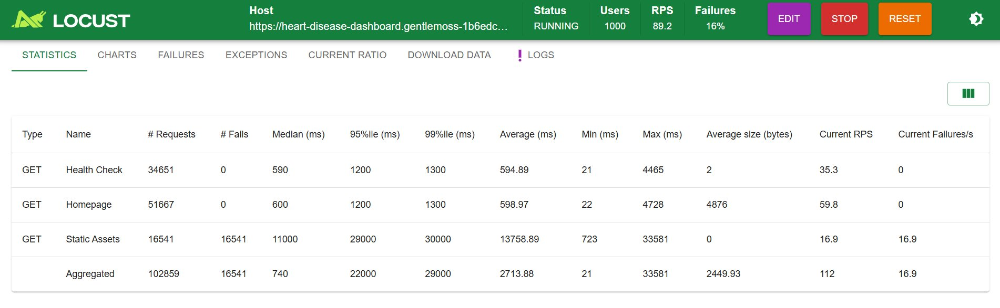 LOCUST
Host
https://heart-disease-dashboard.gentlemoss-1b6edc…
Status
RUNNING
Users
1000
RPS
89.2
Failures
16%
EDIT
STOP
RESET
STATISTICS CHARTS FAILURES EXCEPTIONS CURRENT RATIO DOWNLOAD DATA LOGS
Type Name # Requests # Fails Median (ms) 95%ile (ms) 99%ile (ms) Average (ms) Min (ms) Max (ms) Average size (bytes) Current RPS Current Failures/s
GET Health Check 34651 0 590 1200 1300 594.89 21 4465 2 35.3 0
GET Homepage 51667 0 600 1200 1300 598.97 22 4728 4876 59.8 0
GET Static Assets 16541 16541 11000 29000 30000 13758.89 723 33581 0 16.9 16.9
Aggregated 102859 16541 740 22000 29000 2713.88 21 33581 2449.93 112 16.9